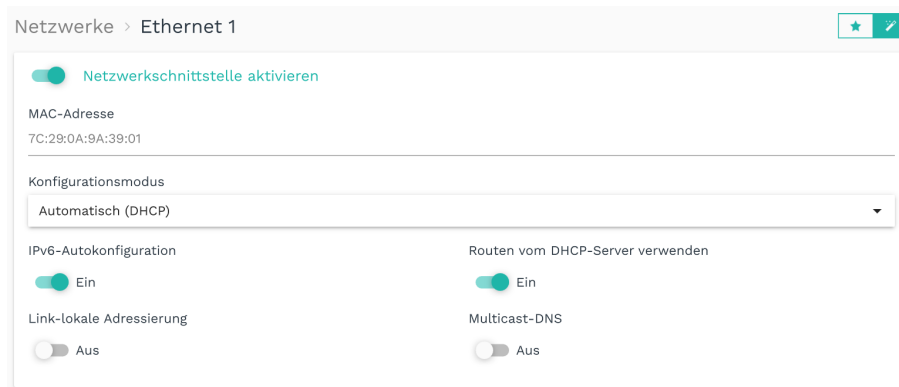 Netzwerke > Ethernet 1
Netzwerkschnittstelle aktivieren
MAC-Adresse
7C:29:0A:9A:39:01
Konfigurationsmodus
Automatisch (DHCP)
IPv6-Autokonfiguration
Routen vom DHCP-Server verwenden
Ein
Ein
Link-lokale Adressierung
Multicast-DNS
Aus
Aus